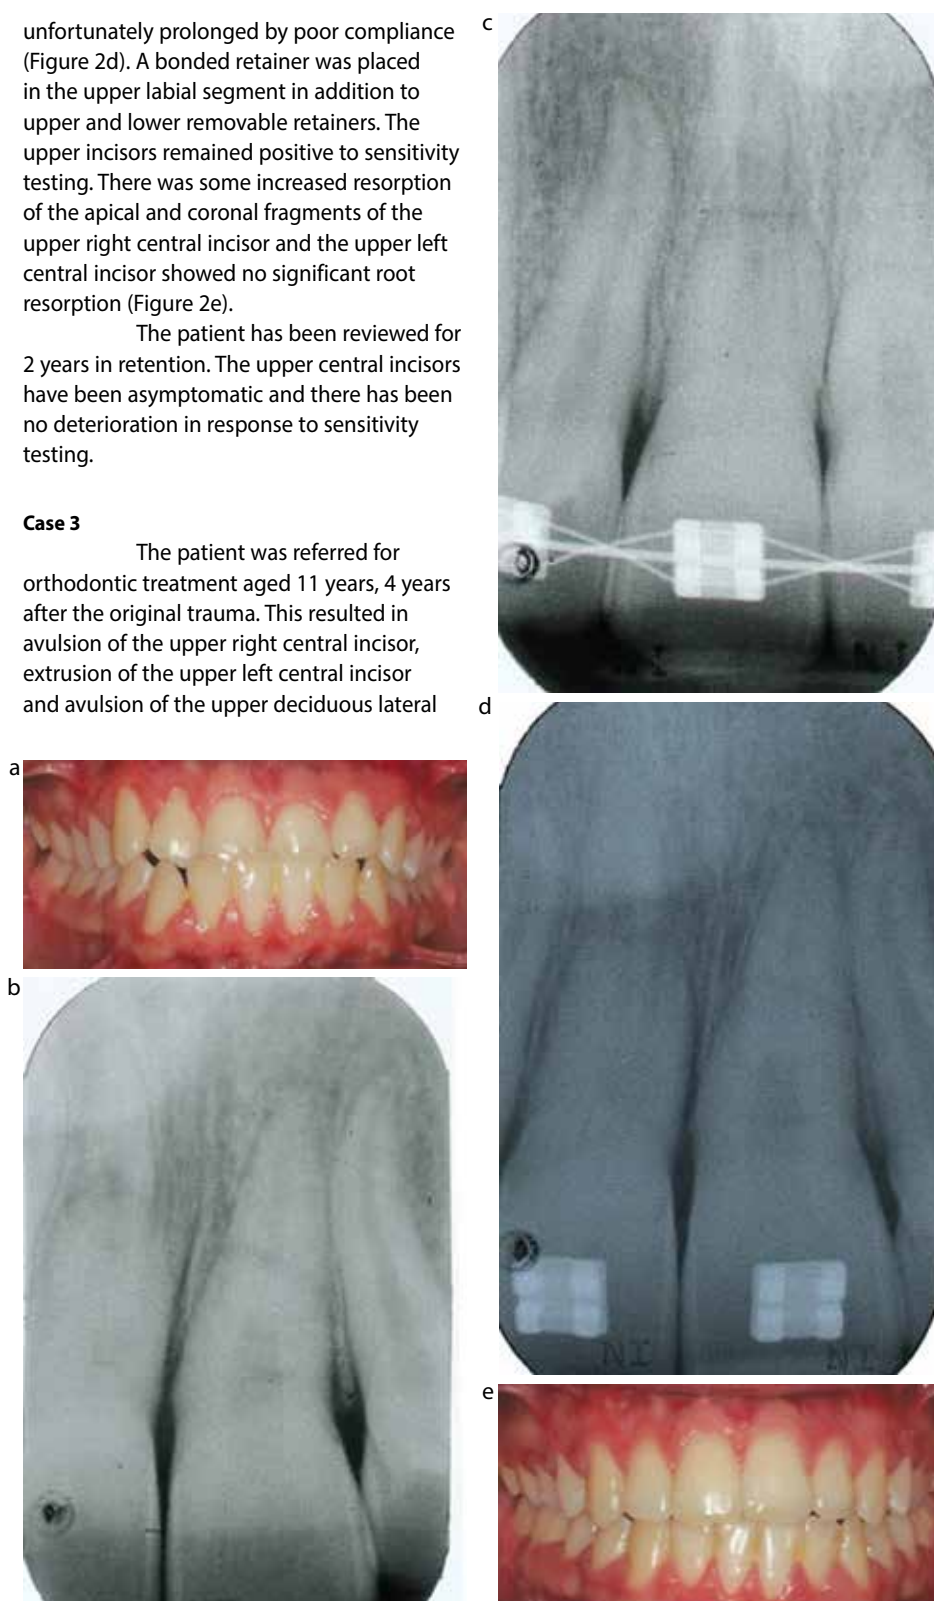 unfortunately prolonged by poor compliance
(Figure 2d). A bonded retainer was placed
in the upper labial segment in addition to
upper and lower removable retainers. The
upper incisors remained positive to sensitivity
testing. There was some increased resorption
of the apical and coronal fragments of the
upper right central incisor and the upper left
central incisor showed no significant root
resorption (Figure 2e).
The patient has been reviewed for
2 years in retention. The upper central incisors
have been asymptomatic and there has been
no deterioration in response to sensitivity
testing.
Case 3
The patient was referred for
orthodontic treatment aged 11 years, 4 years
after the original trauma. This resulted in
avulsion of the upper right central incisor,
extrusion of the upper left central incisor
and avulsion of the upper deciduous lateral
a
b
c
d
e